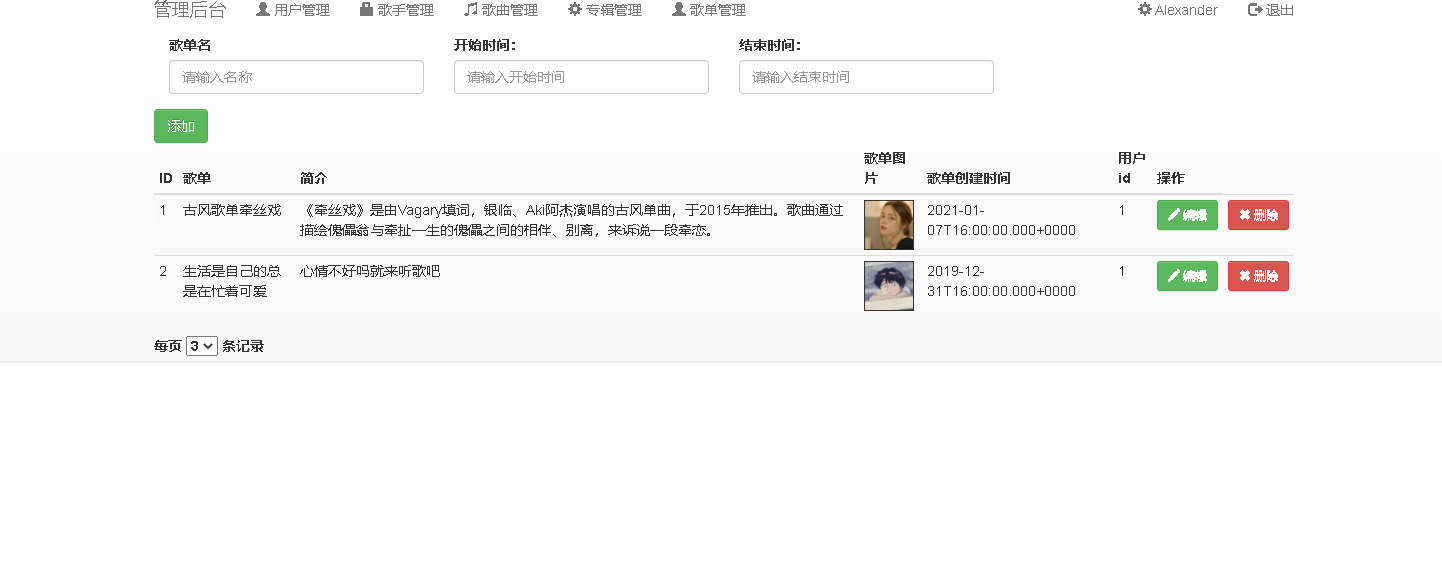 管理后台 用户管理 歌手管理 歌曲管理 专辑管理 歌单管理 Alexander 退出
歌单名 开始时间： 结束时间：
请输入名称 请输入开始时间 请输入结束时间
添加
ID 歌单 简介 歌单图片 歌单创建时间 用户id 操作
1 古风歌单牵丝戏 《牵丝戏》是由Vagary填词，银临、Aki阿杰演唱的古风单曲，于2015年推出。歌曲通过 2021-01- 1 编辑 删除
描绘傀儡翁与牵扯一生的傀儡之间的相伴、别离，来诉说一段牵恋。 07T16:00:00.000+0000
2 生活是自己的总 心情不好吗就来听歌吧 2019-12- 1 编辑 删除
是在忙着可爱 31T16:00:00.000+0000
每页 3 条记录